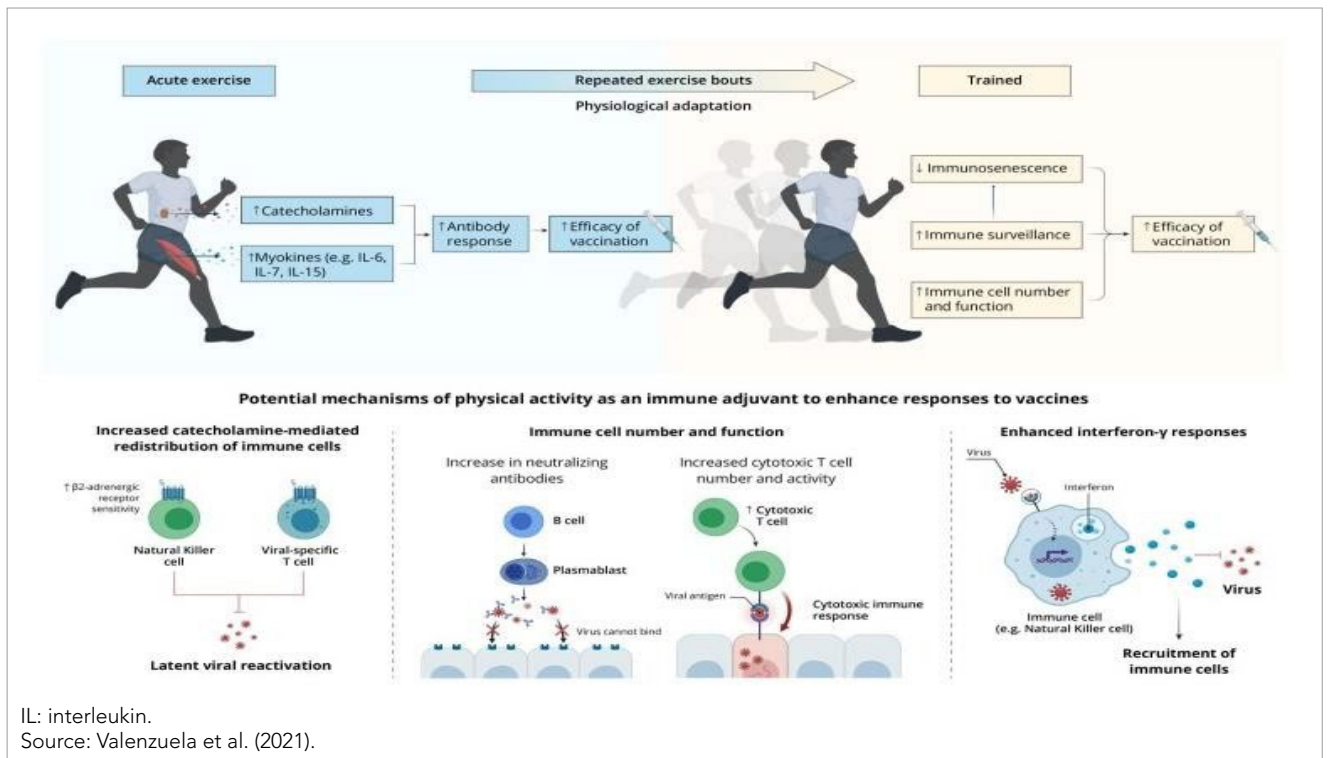 Acute exercise
Repeated exercise bouts
Physiological adaptation
Trained
↑Catecholamines
↑Myokines (e.g. IL-6,
IL-7, IL-15)
↑Antibody
response
↑Efficacy of
vaccination
↓ Immunosenescence
↑Immune surveillance
↑Immune cell number
and function
↑Efficacy of
vaccination
Potential mechanisms of physical activity as an immune adjuvant to enhance responses to vaccines
Increased catecholamine-mediated
redistribution of immune cells
↑β2-adrenergic
receptor
sensitivity
Natural Killer
cell
Viral-specific
T cell
Latent viral reactivation
Immune cell number and function
Increase in neutralizing
antibodies
B cell
Plasmablast
Virus cannot bind
Increased cytotoxic T cell
number and activity
↑ Cytotoxic
T cell
Viral antigen
Cytotoxic immune
response
Enhanced interferon-γ responses
Virus
Interferon
Immune cell
(e.g. Natural Killer cell)
Virus
Recruitment of
immune cells
IL: interleukin.
Source: Valenzuela et al. (2021).